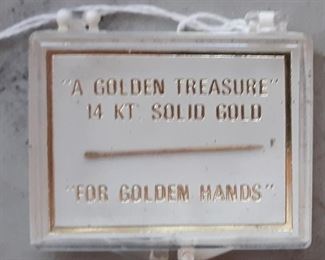 "A GOLDEN TREASURE"
14 KT. SOLID GOLD
"FOR GOLDEN HANDS"